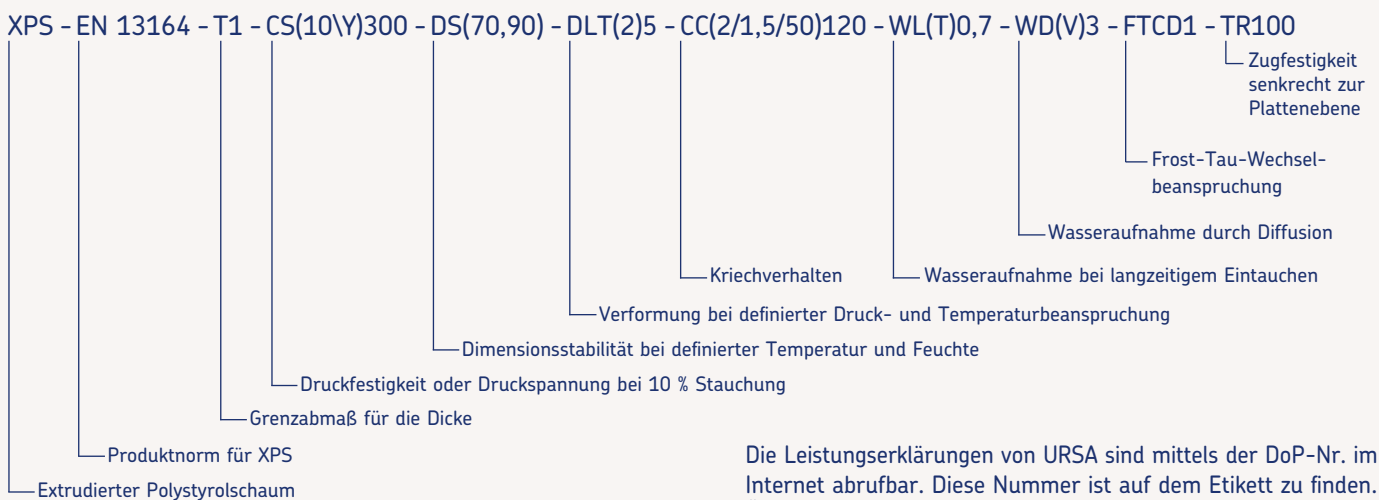 XPS - EN 13164 - T1 - CS(10\Y)300 - DS(70,90) - DLT(2)5 - CC(2/1,5/50)120 - WL(T)0,7 - WD(V)3 - FTCD1 - TR100
Zugfestigkeit
senkrecht zur
Plattenebene
Frost-Tau-Wechsel-
beanspruchung
Wasseraufnahme durch Diffusion
Kriechverhalten
Wasseraufnahme bei langzeitigem Eintauchen
Verformung bei definierter Druck- und Temperaturbeanspruchung
Dimensionsstabilität bei definierter Temperatur und Feuchte
Druckfestigkeit oder Druckspannung bei 10 % Stauchung
Grenzabmaß für die Dicke
Produktnorm für XPS
Extrudierter Polystyrolschaum
Die Leistungserklärungen von URSA sind mittels der DoP-Nr. im
Internet abrufbar. Diese Nummer ist auf dem Etikett zu finden.